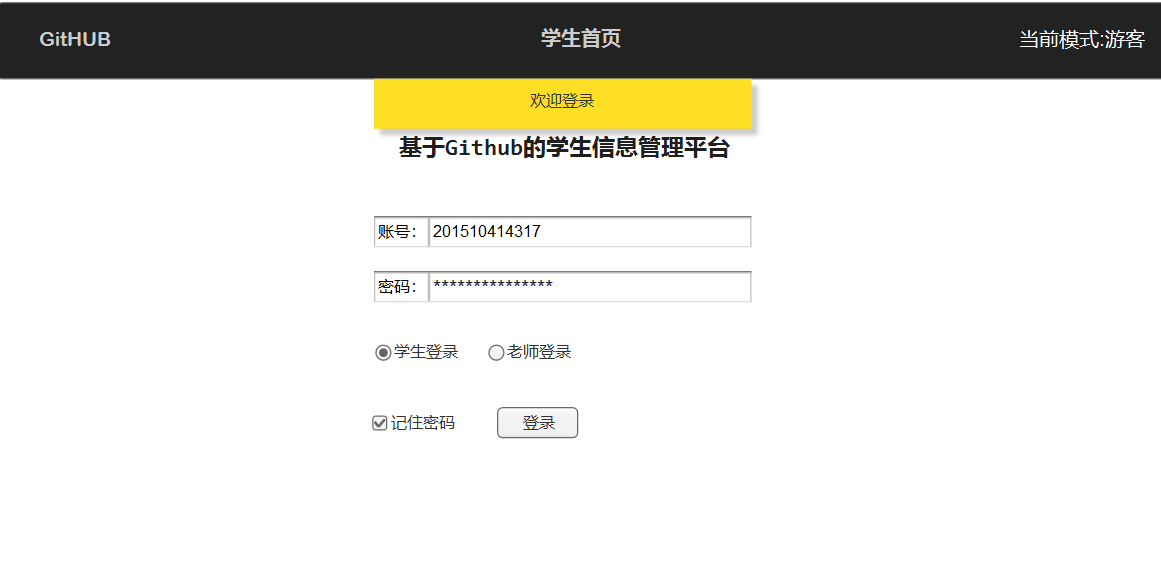 GitHUB 学生首页 当前模式:游客
欢迎登录
基于Github的学生信息管理平台
账号: 201510414317
密码: ***************
学生登录 老师登录
记住密码 登录